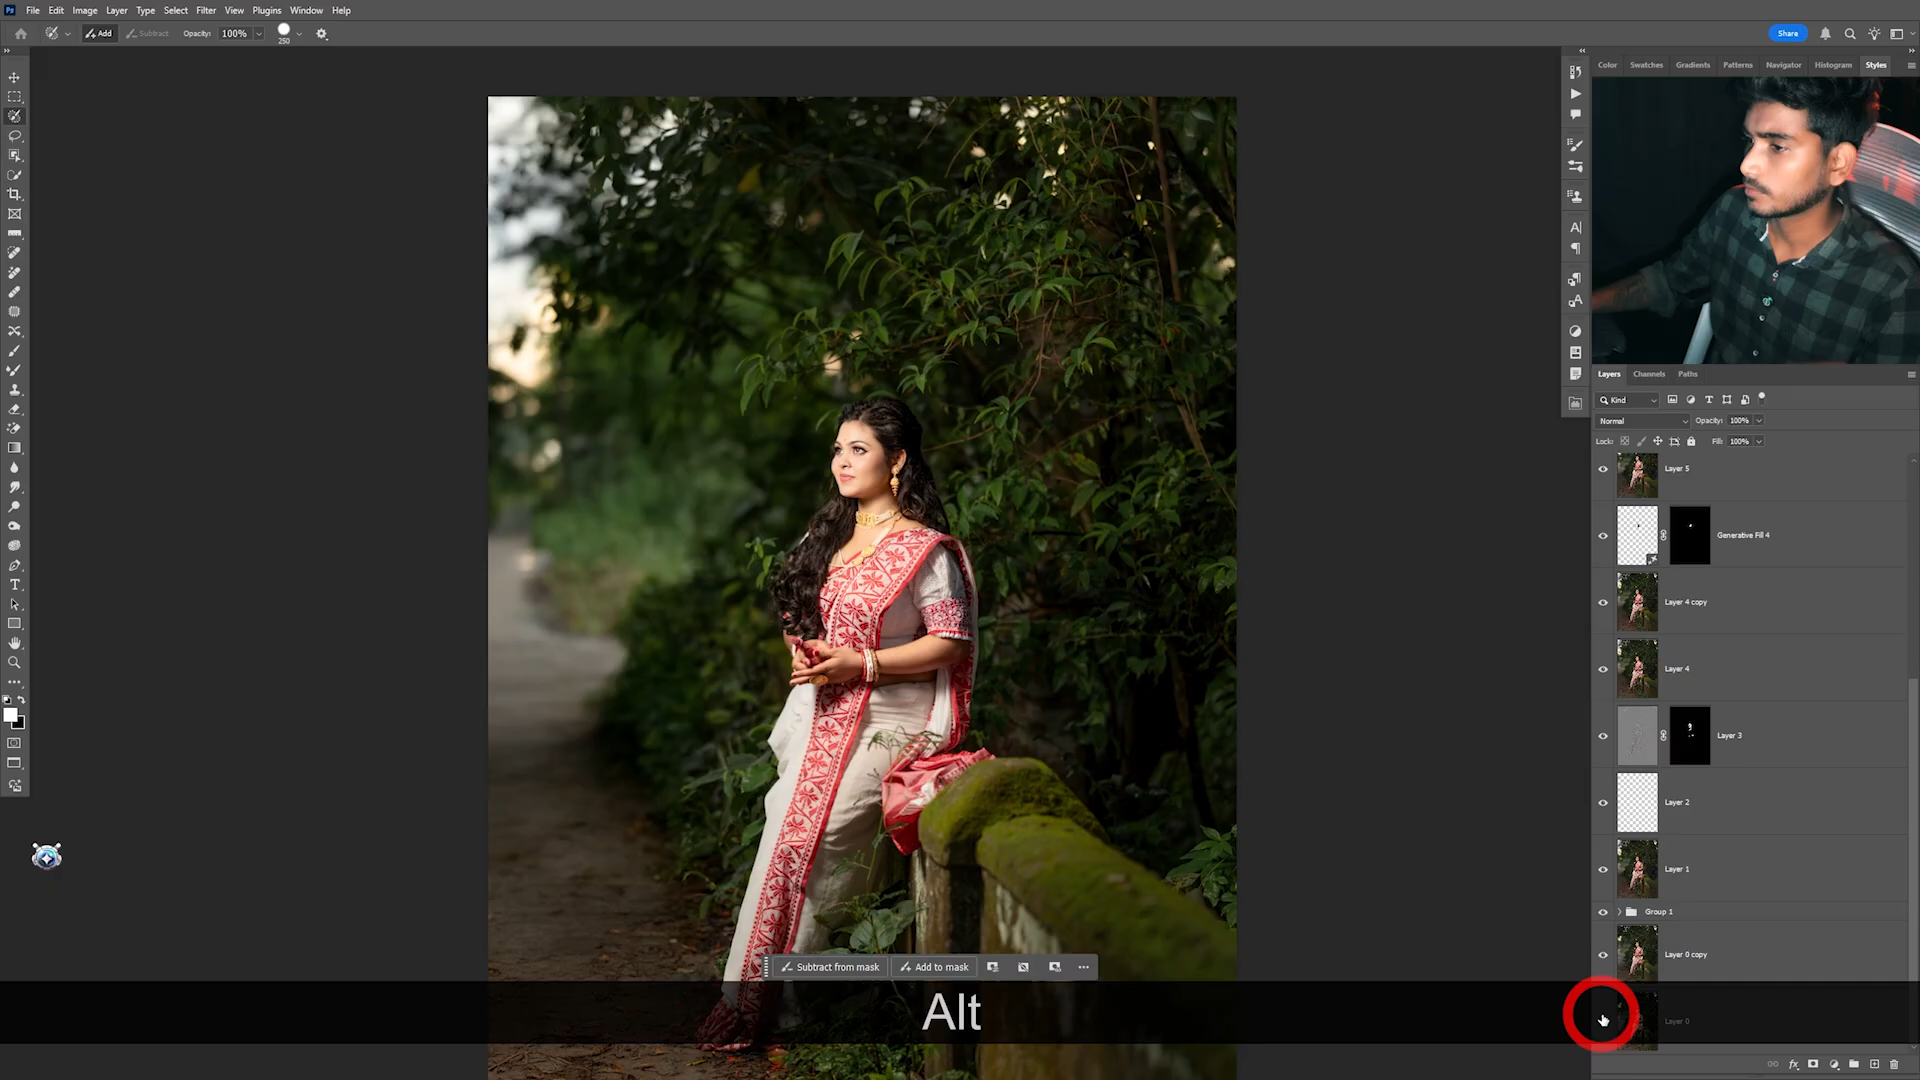 Ps File Edit Image Layer Type Select Filter View Plugins Window Help
Add Subtract Opacity: 100% 250 Share
Color Swatches Gradients Patterns Navigator Histogram Styles
Layers Channels Paths
Kind
Normal Opacity: 100%
Lock: Fill: 100%
Layer 5
Generative Fill 4
Layer 4 copy
Layer 4
Layer 3
Layer 2
Layer 1
Group 1
Layer 0 copy
Subtract from mask Add to mask
Alt
Layer 0